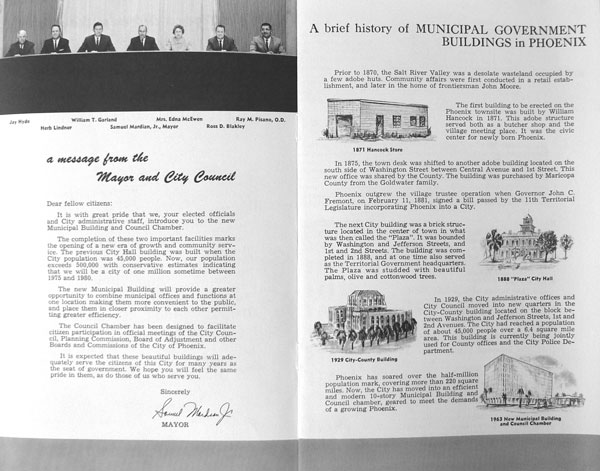 Jay Hyde
William T. Garland
Mrs. Edna McEwen
Ray M. Pisano, O.D.
Herb Lindner
Samuel Mardian, Jr., Mayor
Ross D. Blakley
a message from the
Mayor and City Council
Dear fellow citizens:
It is with great pride that we, your elected officials
and City administrative staff, introduce you to the new
Municipal Building and Council Chamber.
The completion of these two important facilities marks
the opening of a new era of growth and community serv-
ice. The previous City Building was built when the
City population was 45,000 people. Now, our population
exceeds 500,000 with conservative estimates indicating
that we will be a city of one million sometime between
1975 and 1980.
The new Municipal Building will provide a greater
opportunity to combine municipal offices and functions at
one location making them more convenient to the public,
and place them in closer proximity to each other permit-
ting greater efficiency.
The Council Chamber has been designed to facilitate
citizen participation in official meetings of the City Coun-
cil, Planning Commission, Board of Adjustment and other
Boards and Commissions of the City of Phoenix.
It is expected that these beautiful buildings will ade-
quately serve the citizens of this City for many years as
the seat of government. We hope you will feel the same
pride in them, as do those of us who serve you.
Sincerely
Samuel Mardian Jr
MAYOR
A brief history of MUNICIPAL GOVERNMENT
BUILDINGS in PHOENIX
Prior to 1870, the Salt River Valley was a desolate wasteland occupied by
a few adobe huts. Community affairs were first conducted in a retail estab-
lishment, and later in the home of frontiersman John Moore.
The first building to be erected on the
Phoenix townsite was built by William
Hancock in 1871. This adobe structure
served both as a butcher shop and the
village meeting place. It was the civic
center for newly born Phoenix.
1871 Hancock Store
In 1875, the town desk was shifted to another adobe building located on the
south side of Washington Street between Central Avenue and 1st Street. This
new office was shared by the County. The building was purchased by Maricopa
County from the Goldwater family.
Phoenix outgrew the village trustee operation when Governor John C.
Fremont, on February 11, 1881, signed a bill passed by the 11th Territorial
Legislature incorporating Phoenix into a City.
The next City building was a brick struc-
ture located in the center of town in what
was then called the "Plaza". It was bounded
by Washington and Jefferson Streets, and
1st and 2nd Streets. The building was com-
pleted in 1888, and at one time also served
as the Territorial Government headquarters.
The Plaza was studded with beautiful
palms, olive and cottonwood trees.
1888 "Plaza" City Hall
In 1929, the City administrative offices and
City Council moved into new quarters in the
City-County building located on the block be-
tween Washington and Jefferson Streets, 1st and
2nd Avenues. The City had reached a population
of about 45,000 people over a 6.4 square mile
area. This building is currently being jointly
used for County offices and the City Police De-
partment.
1929 City-County Building
Phoenix has soared over the half-million
population mark, covering more than 220 square
miles. Now, the City has moved into an efficient
and modern 10-story Municipal Building and
Council chamber, geared to meet the demands
of a growing Phoenix.
1963 New Municipal Building
and Council Chamber